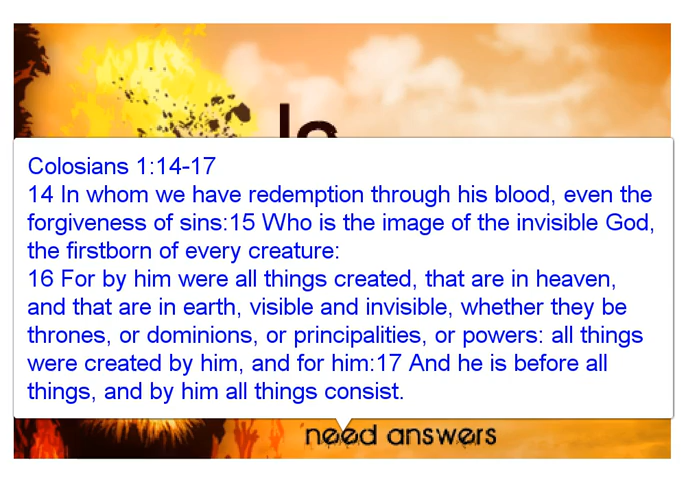 Colossians 1:14-17
14 In whom we have redemption through his blood, even the
forgiveness of sins:15 Who is the image of the invisible God,
the firstborn of every creature:
16 For by him were all things created, that are in heaven,
and that are in earth, visible and invisible, whether they be
thrones, or dominions, or principalities, or powers: all things
were created by him, and for him:17 And he is before all
things, and by him all things consist.
need answers